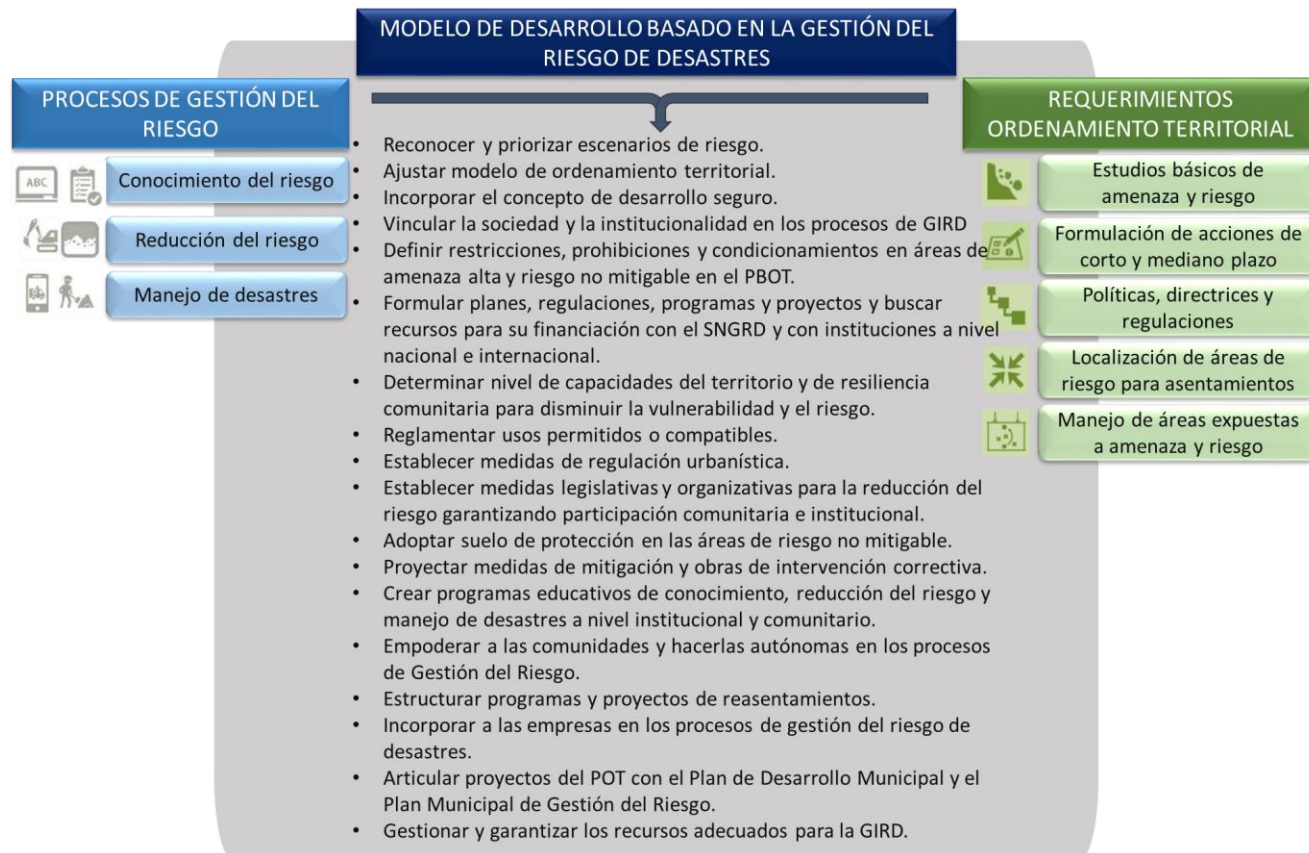 MODELO DE DESARROLLO BASADO EN LA GESTIÓN DEL
RIESGO DE DESASTRES
PROCESOS DE GESTIÓN DEL
RIESGO
ABC
Conocimiento del riesgo
Reducción del riesgo
Manejo de desastres
• Reconocer y priorizar escenarios de riesgo.
• Ajustar modelo de ordenamiento territorial.
• Incorporar el concepto de desarrollo seguro.
• Vincular la sociedad y la institucionalidad en los procesos de GIRD
• Definir restricciones, prohibiciones y condicionamientos en áreas de
amenaza alta y riesgo no mitigable en el PBOT.
• Formular planes, regulaciones, programas y proyectos y buscar
recursos para su financiación con el SNGRD y con instituciones a nivel
nacional e internacional.
• Determinar nivel de capacidades del territorio y de resiliencia
comunitaria para disminuir la vulnerabilidad y el riesgo.
• Reglamentar usos permitidos o compatibles.
• Establecer medidas de regulación urbanística.
• Establecer medidas legislativas y organizativas para la reducción del
riesgo garantizando participación comunitaria e institucional.
• Adoptar suelo de protección en las áreas de riesgo no mitigable.
• Proyectar medidas de mitigación y obras de intervención correctiva.
• Crear programas educativos de conocimiento, reducción del riesgo y
manejo de desastres a nivel institucional y comunitario.
• Empoderar a las comunidades y hacerlas autónomas en los procesos
de Gestión del Riesgo.
• Estructurar programas y proyectos de reasentamientos.
• Incorporar a las empresas en los procesos de gestión del riesgo de
desastres.
• Articular proyectos del POT con el Plan de Desarrollo Municipal y el
Plan Municipal de Gestión del Riesgo.
• Gestionar y garantizar los recursos adecuados para la GIRD.
REQUERIMIENTOS
ORDENAMIENTO TERRITORIAL
Estudios básicos de
amenaza y riesgo
Formulación de acciones de
corto y mediano plazo
Políticas, directrices y
regulaciones
Localización de áreas de
riesgo para asentamientos
Manejo de áreas expuestas
a amenaza y riesgo